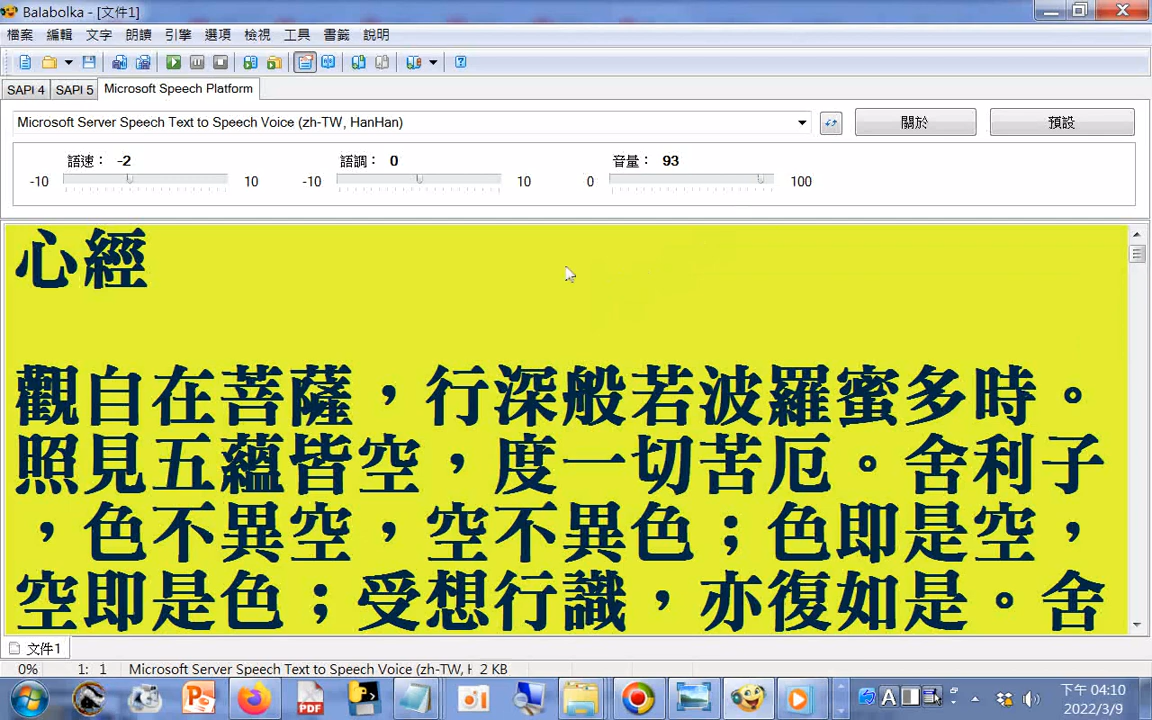 Balabolka - [文件1]
檔案 編輯 文字 朗讀 引擎 選項 檢視 工具 書籤 說明
SAPI 4 SAPI 5 Microsoft Speech Platform
Microsoft Server Speech Text to Speech Voice (zh-TW, HanHan) 關於 預設
語速： -2 語調： 0 音量： 93
-10 10 -10 10 0 100
心經
觀自在菩薩，行深般若波羅蜜多時。
照見五蘊皆空，度一切苦厄。舍利子
，色不異空，空不異色；色即是空，
空即是色；受想行識，亦復如是。舍
文件1
0% 1: 1 Microsoft Server Speech Text to Speech Voice (zh-TW, H 2 KB
PDF
A
下午 04:10
2022/3/9